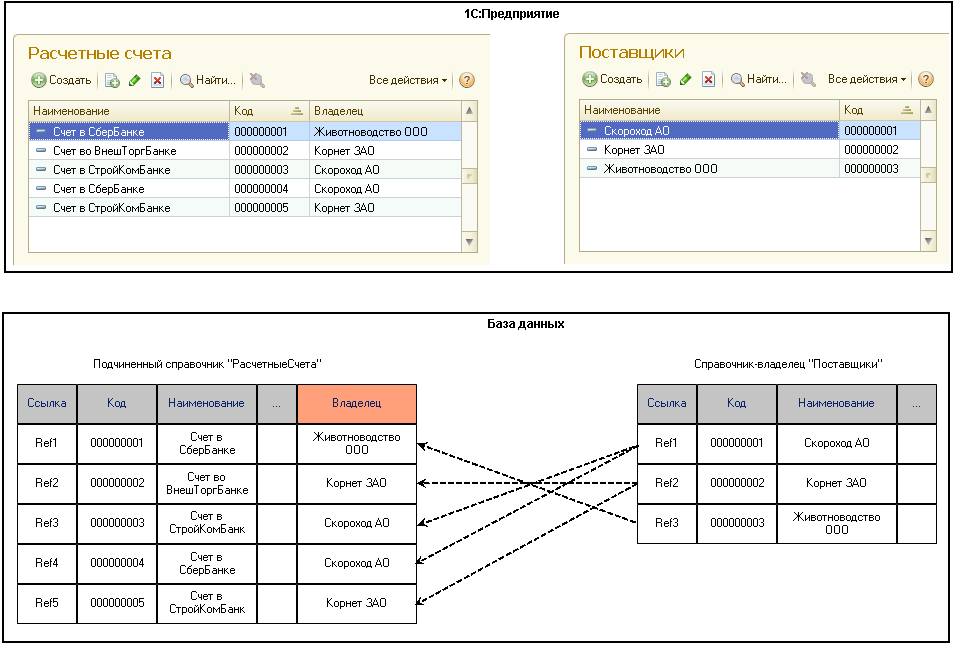 1С:Предприятие
Расчетные счета
Создать Найти... Все действия ?
Наименование Код Владелец
Счет в СберБанке 000000001 Животноводство ООО
Счет во ВнешТоргБанке 000000002 Корнет ЗАО
Счет в СтройКомБанке 000000003 Скороход АО
Счет в СберБанке 000000004 Скороход АО
Счет в СтройКомБанке 000000005 Корнет ЗАО
Поставщики
Создать Найти... Все действия ?
Наименование Код
Скороход АО 000000001
Корнет ЗАО 000000002
Животноводство ООО 000000003
База данных
Подчиненный справочник "РасчетныеСчета"
Ссылка Код Наименование ... Владелец
Ref1 000000001 Счет в СберБанке Животноводство ООО
Ref2 000000002 Счет во ВнешТоргБанке Корнет ЗАО
Ref3 000000003 Счет в СтройКомБанк Скороход АО
Ref4 000000004 Счет в СберБанке Скороход АО
Ref5 000000005 Счет в СтройКомБанк Корнет ЗАО
Справочник-владелец "Поставщики"
Ссылка Код Наименование ...
Ref1 000000001 Скороход АО
Ref2 000000002 Корнет ЗАО
Ref3 000000003 Животноводство ООО